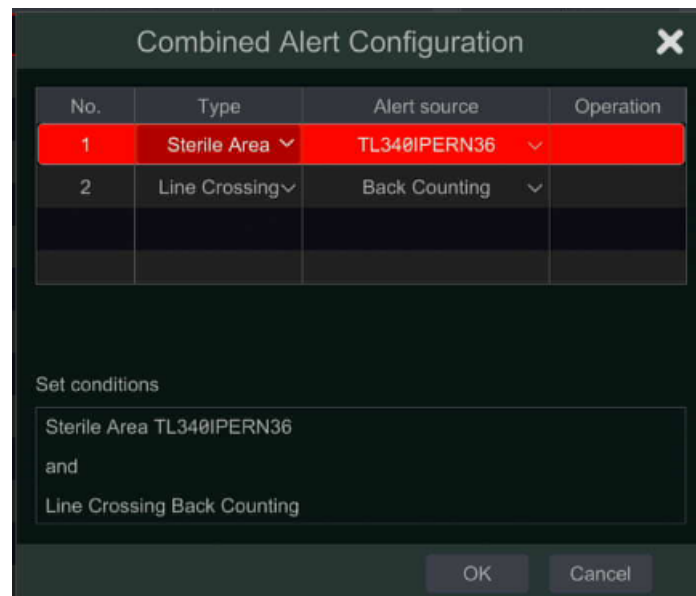 Combined Alert Configuration
No. Type Alert source Operation
1 Sterile Area TL340IPERN36
2 Line Crossing Back Counting
Set conditions
Sterile Area TL340IPERN36
and
Line Crossing Back Counting
OK Cancel